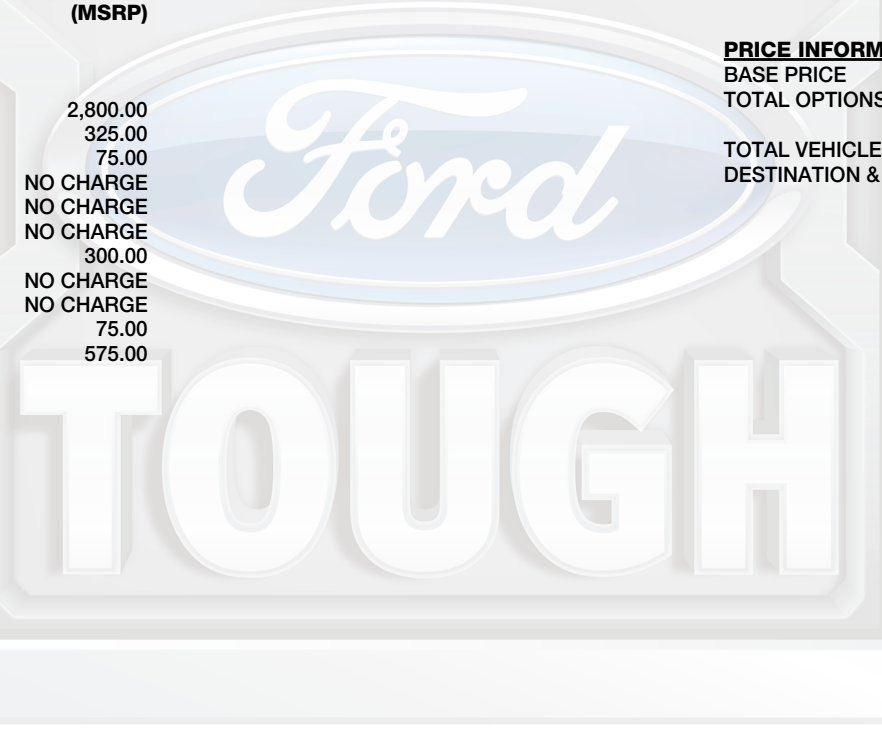 (MSRP)
2,800.00
325.00
75.00
NO CHARGE
NO CHARGE
NO CHARGE
300.00
NO CHARGE
NO CHARGE
75.00
575.00
PRICE INFORM
BASE PRICE
TOTAL OPTIONS
TOTAL VEHICLE
DESTINATION &
Ford
TOUGH